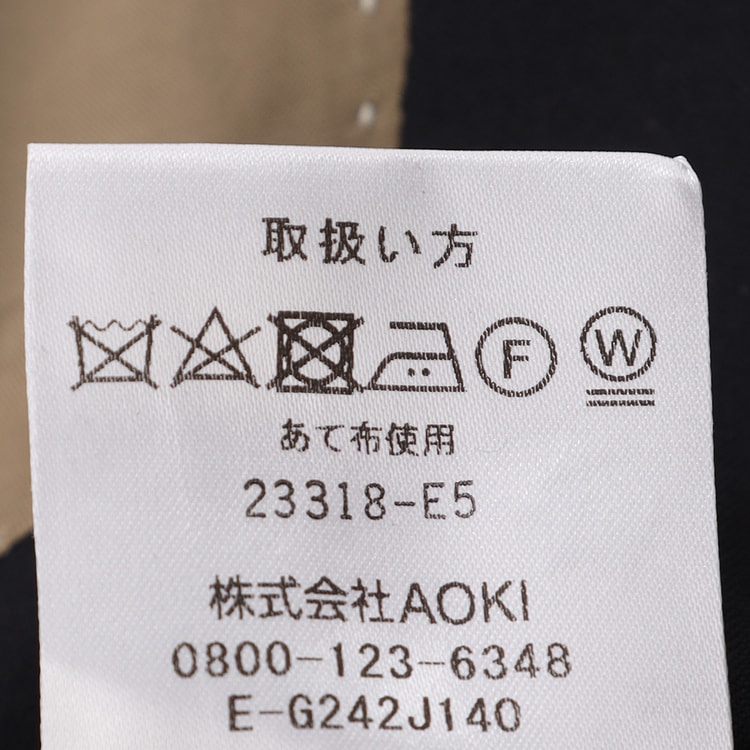 取扱い方
F W
あて布使用
23318-E5
株式会社AOKI
0800-123-6348
E-G242J140